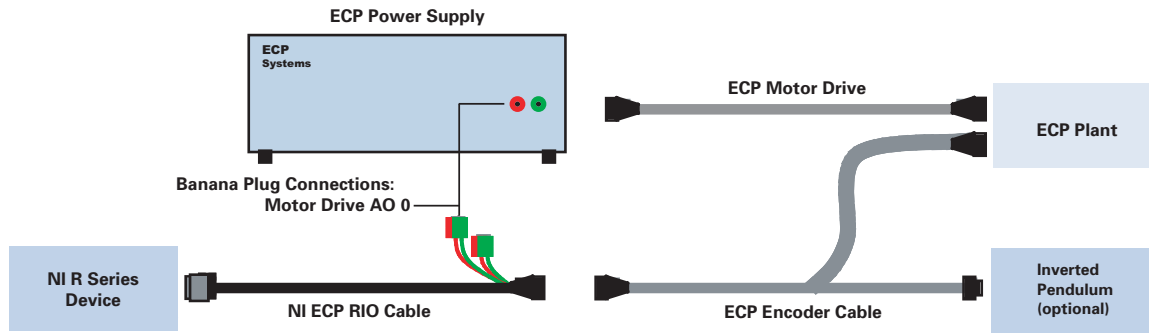 ECP Power Supply
ECP
Systems
ECP Motor Drive
ECP Plant
Banana Plug Connections:
Motor Drive AO 0
NI R Series
Device
NI ECP RIO Cable
ECP Encoder Cable
Inverted
Pendulum
(optional)